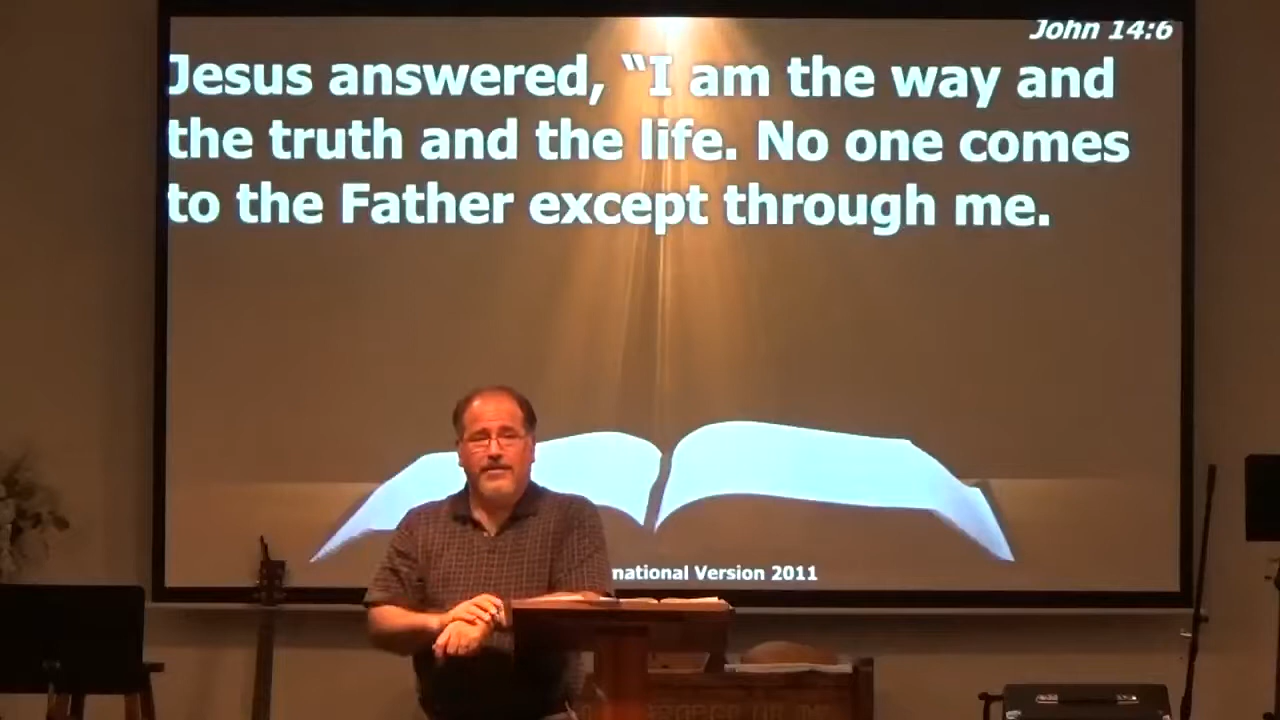 John 14:6
Jesus answered, “I am the way and
the truth and the life. No one comes
to the Father except through me.
Version 2011